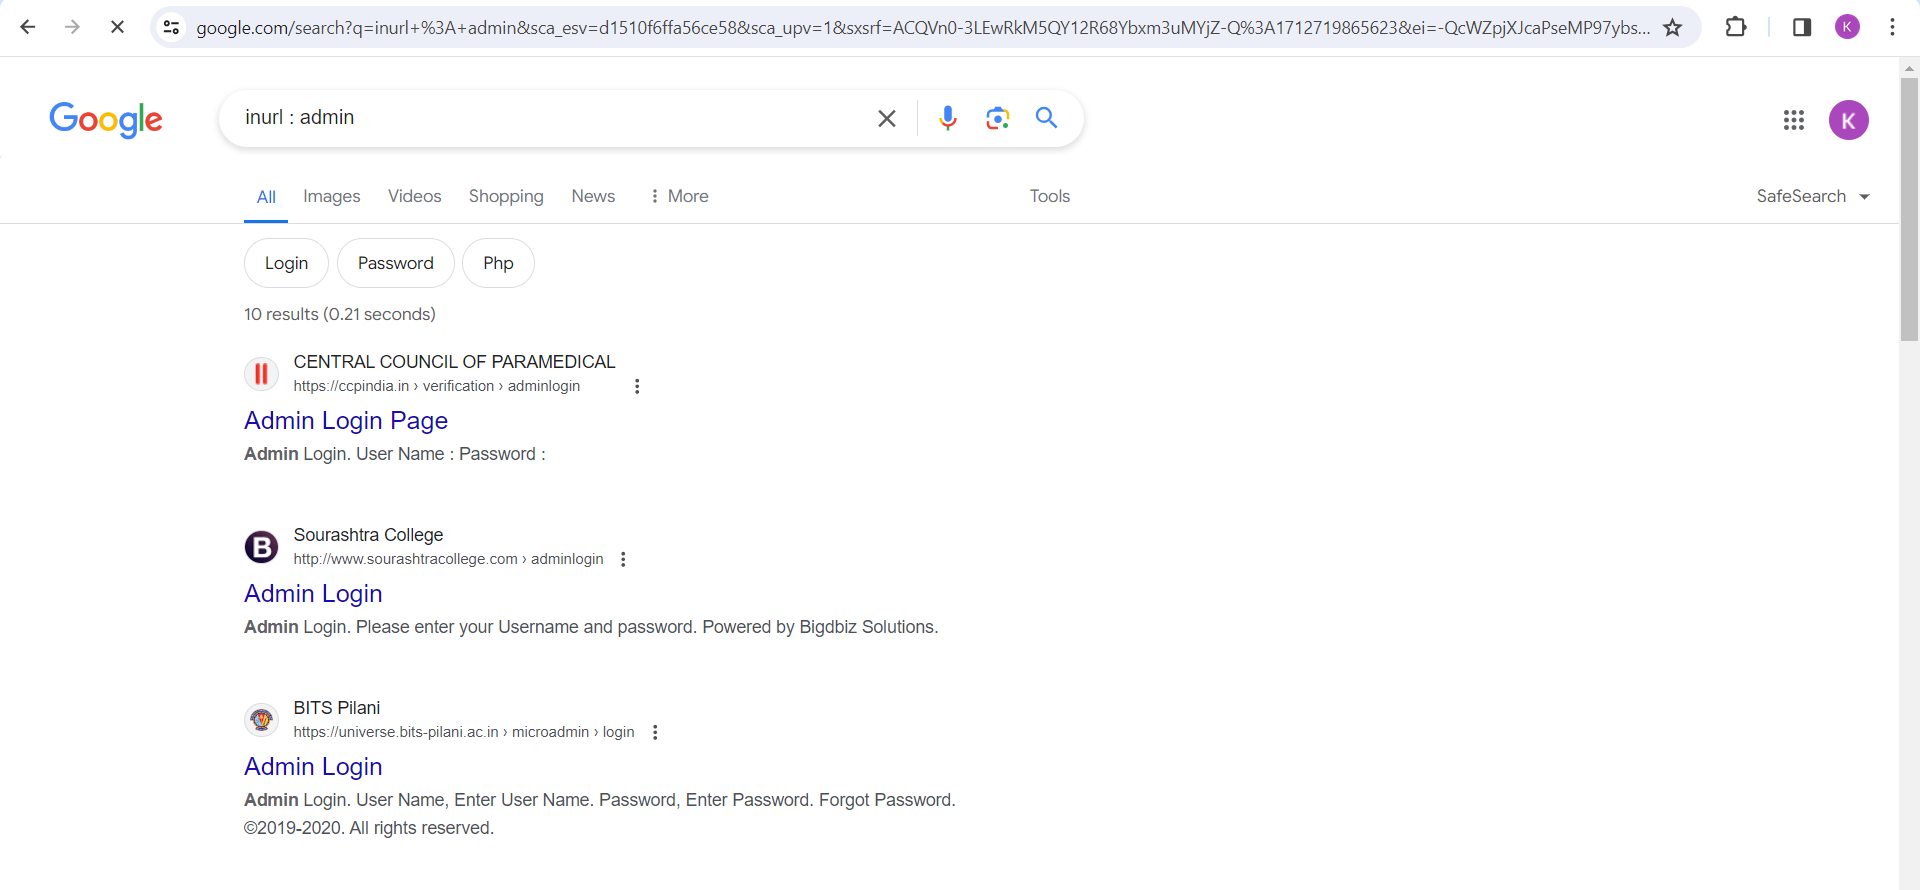 google.com/search?q=inurl+%3A+admin&sca_esv=d1510f6ffa56ce58&sca_upv=1&sxsrf=ACQVn0-3LEwRkM5QY12R68Ybxm3uMYjZ-Q%3A1712719865623&ei=-QcWZpjXJcaPseMP97ybs...
K
Google
inurl : admin
K
All
Images
Videos
Shopping
News
More
Tools
SafeSearch
Login
Password
Php
10 results (0.21 seconds)
CENTRAL COUNCIL OF PARAMEDICAL
https://ccpindia.in › verification › adminlogin
Admin Login Page
Admin Login. User Name : Password :
B
Sourashtra College
http://www.sourashtracollege.com › adminlogin
Admin Login
Admin Login. Please enter your Username and password. Powered by Bigdbiz Solutions.
BITS Pilani
https://universe.bits-pilani.ac.in › microadmin › login
Admin Login
Admin Login. User Name, Enter User Name. Password, Enter Password. Forgot Password.
©2019-2020. All rights reserved.